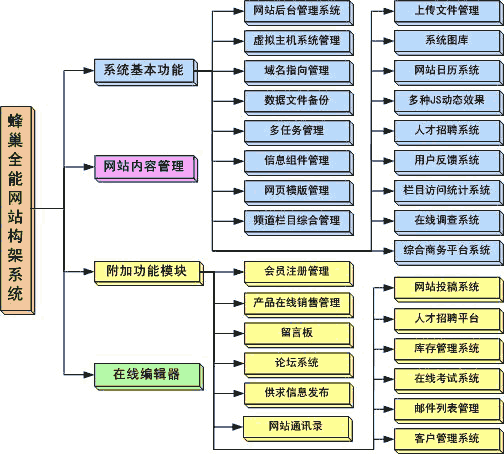 蜂巢全能网站构架系统
系统基本功能
网站内容管理
附加功能模块
在线编辑器
网站后台管理系统
虚拟主机系统管理
域名指向管理
数据文件备份
多任务管理
信息组件管理
网页模版管理
频道栏目综合管理
上传文件管理
系统图库
网站日历系统
多种JS动态效果
人才招聘系统
用户反馈系统
栏目访问统计系统
在线调查系统
综合商务平台系统
会员注册管理
产品在线销售管理
留言板
论坛系统
供求信息发布
网站通讯录
网站投稿系统
人才招聘平台
库存管理系统
在线考试系统
邮件列表管理
客户管理系统